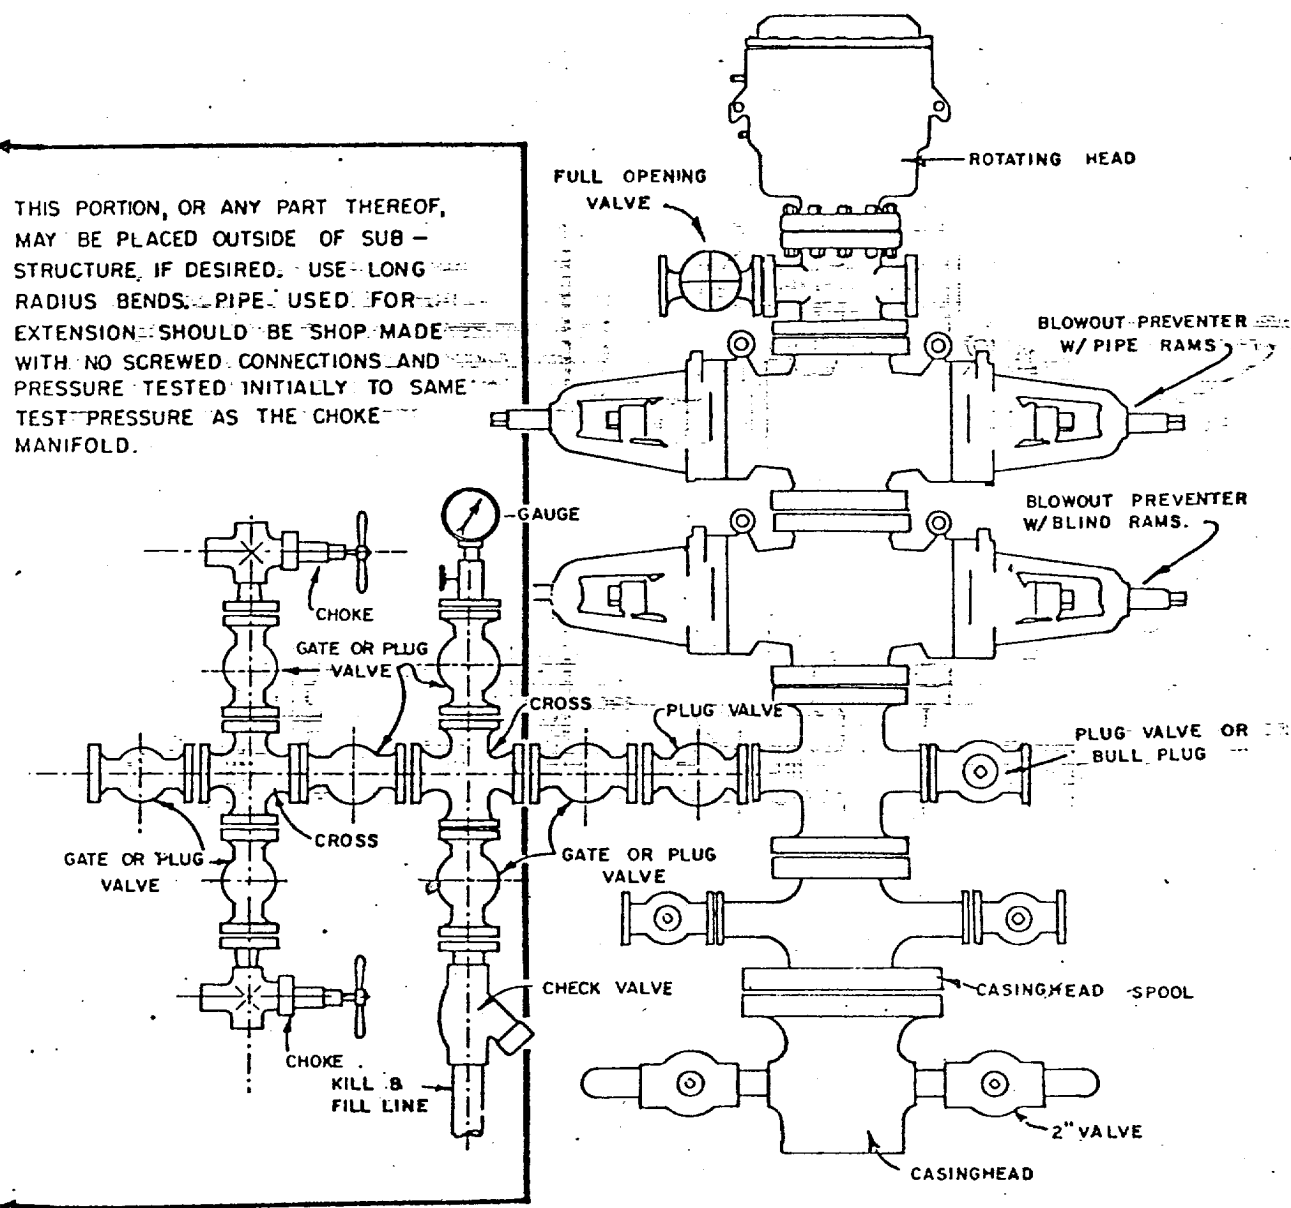 ROTATING HEAD
FULL OPENING
VALVE
THIS PORTION, OR ANY PART THEREOF,
MAY BE PLACED OUTSIDE OF SUB-
STRUCTURE IF DESIRED. USE LONG
RADIUS BENDS. PIPE USED FOR
EXTENSION SHOULD BE SHOP MADE
WITH NO SCREWED CONNECTIONS AND
PRESSURE TESTED INITIALLY TO SAME
TEST PRESSURE AS THE CHOKE
MANIFOLD.
BLOWOUT PREVENTER
W/ PIPE RAMS
BLOWOUT PREVENTER
W/ BLIND RAMS.
GAUGE
CHOKE
GATE OR PLUG
VALVE
CROSS
PLUG VALVE
PLUG VALVE OR
BULL PLUG
CROSS
GATE OR PLUG
VALVE
GATE OR PLUG
VALVE
CHECK VALVE
CASINGHEAD SPOOL
CHOKE
KILL &
FILL LINE
2" VALVE
CASINGHEAD